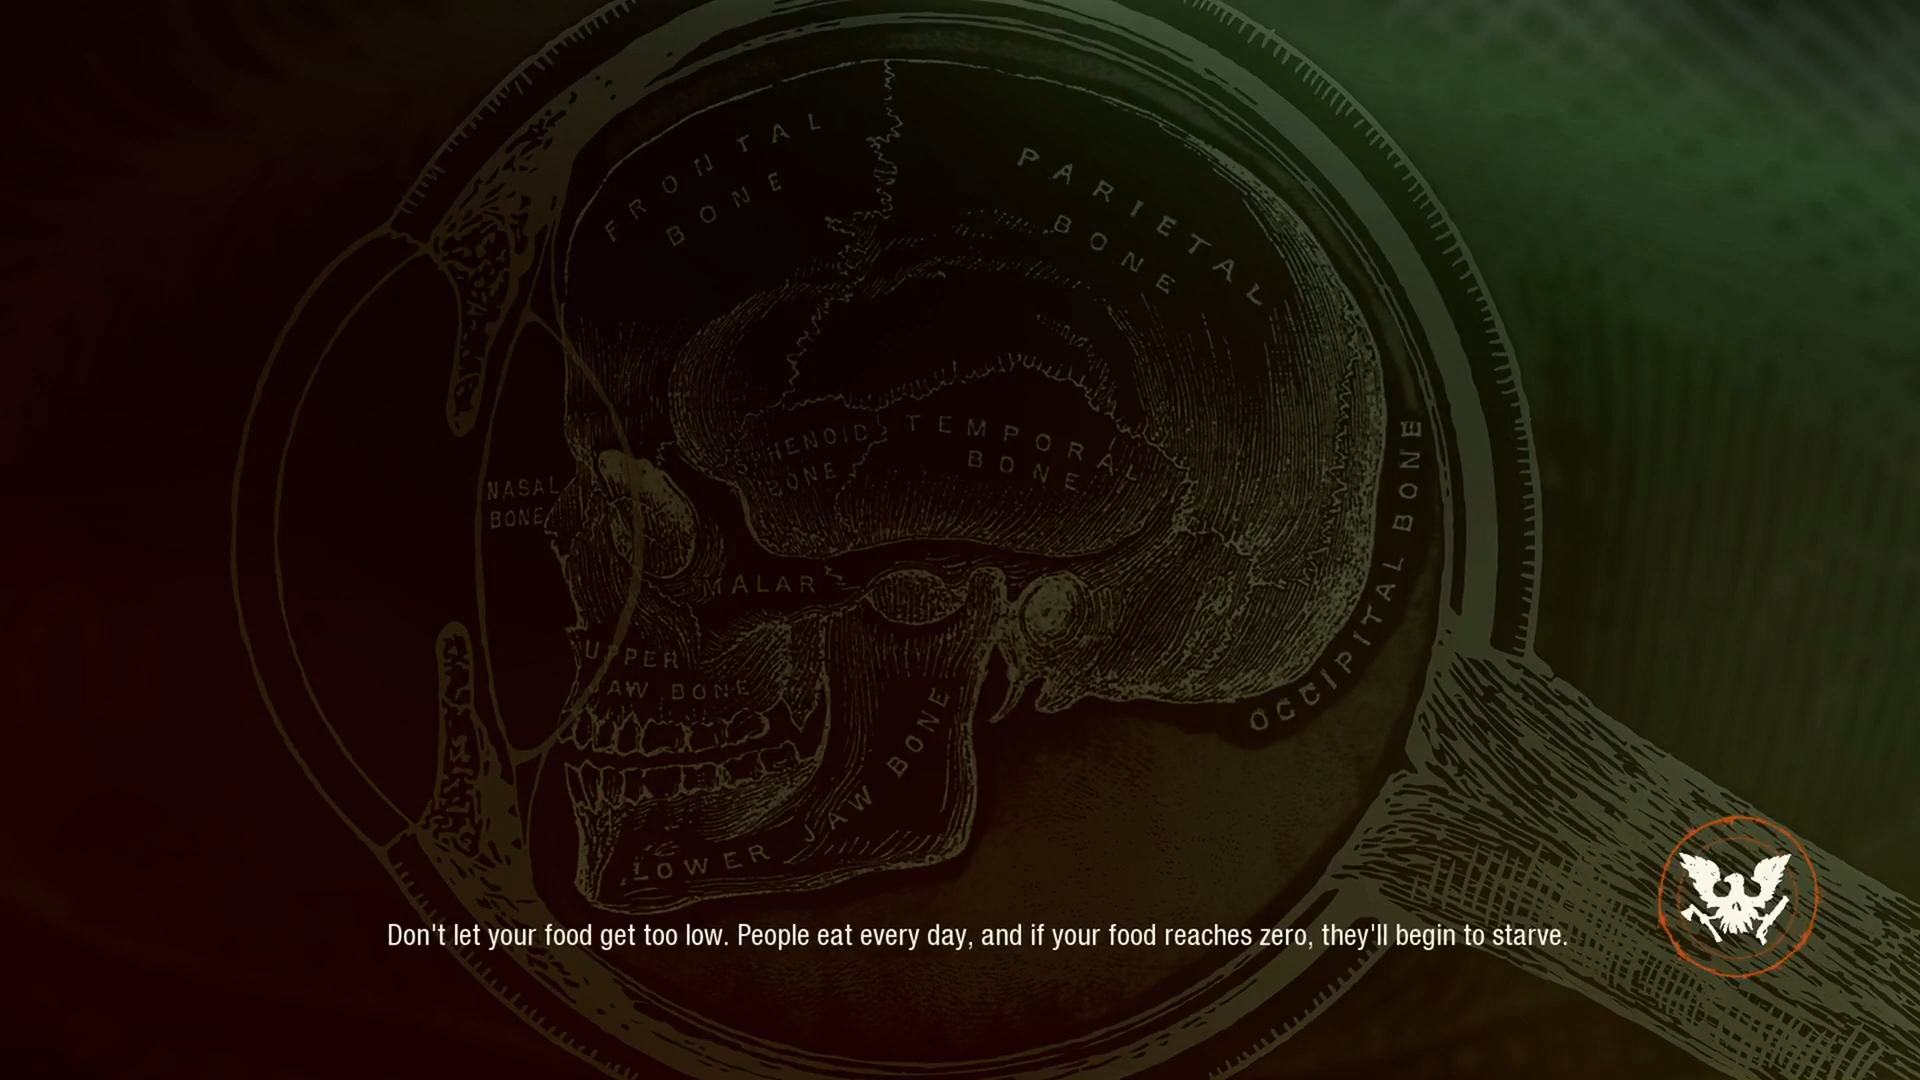 FRONTAL
BONE
PARIETAL
BONE
SPHENOID
BONE
TEMPORAL
BONE
NASAL
BONE
MALAR
OCCIPITAL BONE
UPPER
JAW BONE
LOWER JAW BONE
Don't let your food get too low. People eat every day, and if your food reaches zero, they'll begin to starve.